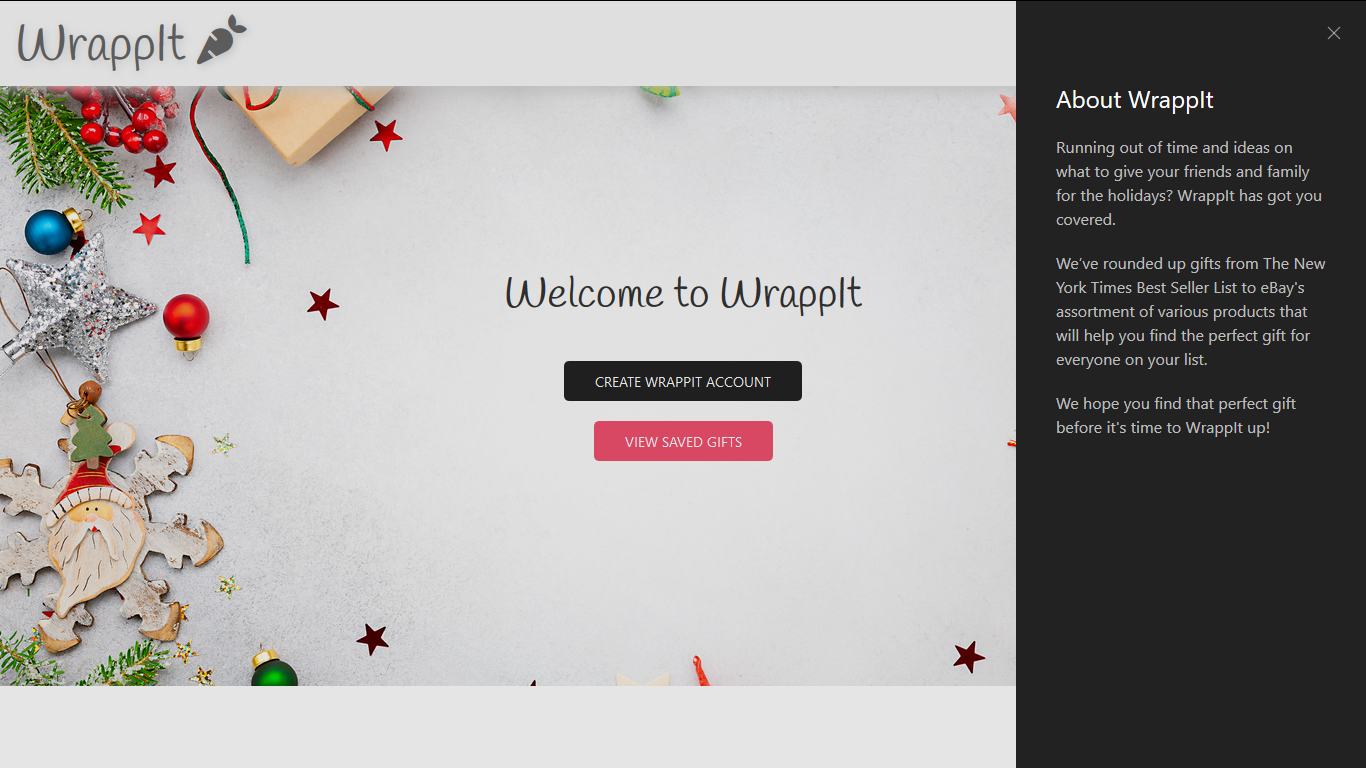 WrappIt
Welcome to WrappIt
CREATE WRAPPIT ACCOUNT
VIEW SAVED GIFTS
About WrappIt
Running out of time and ideas on
what to give your friends and family
for the holidays? WrappIt has got you
covered.
We've rounded up gifts from The New
York Times Best Seller List to eBay's
assortment of various products that
will help you find the perfect gift for
everyone on your list.
We hope you find that perfect gift
before it's time to WrappIt up!